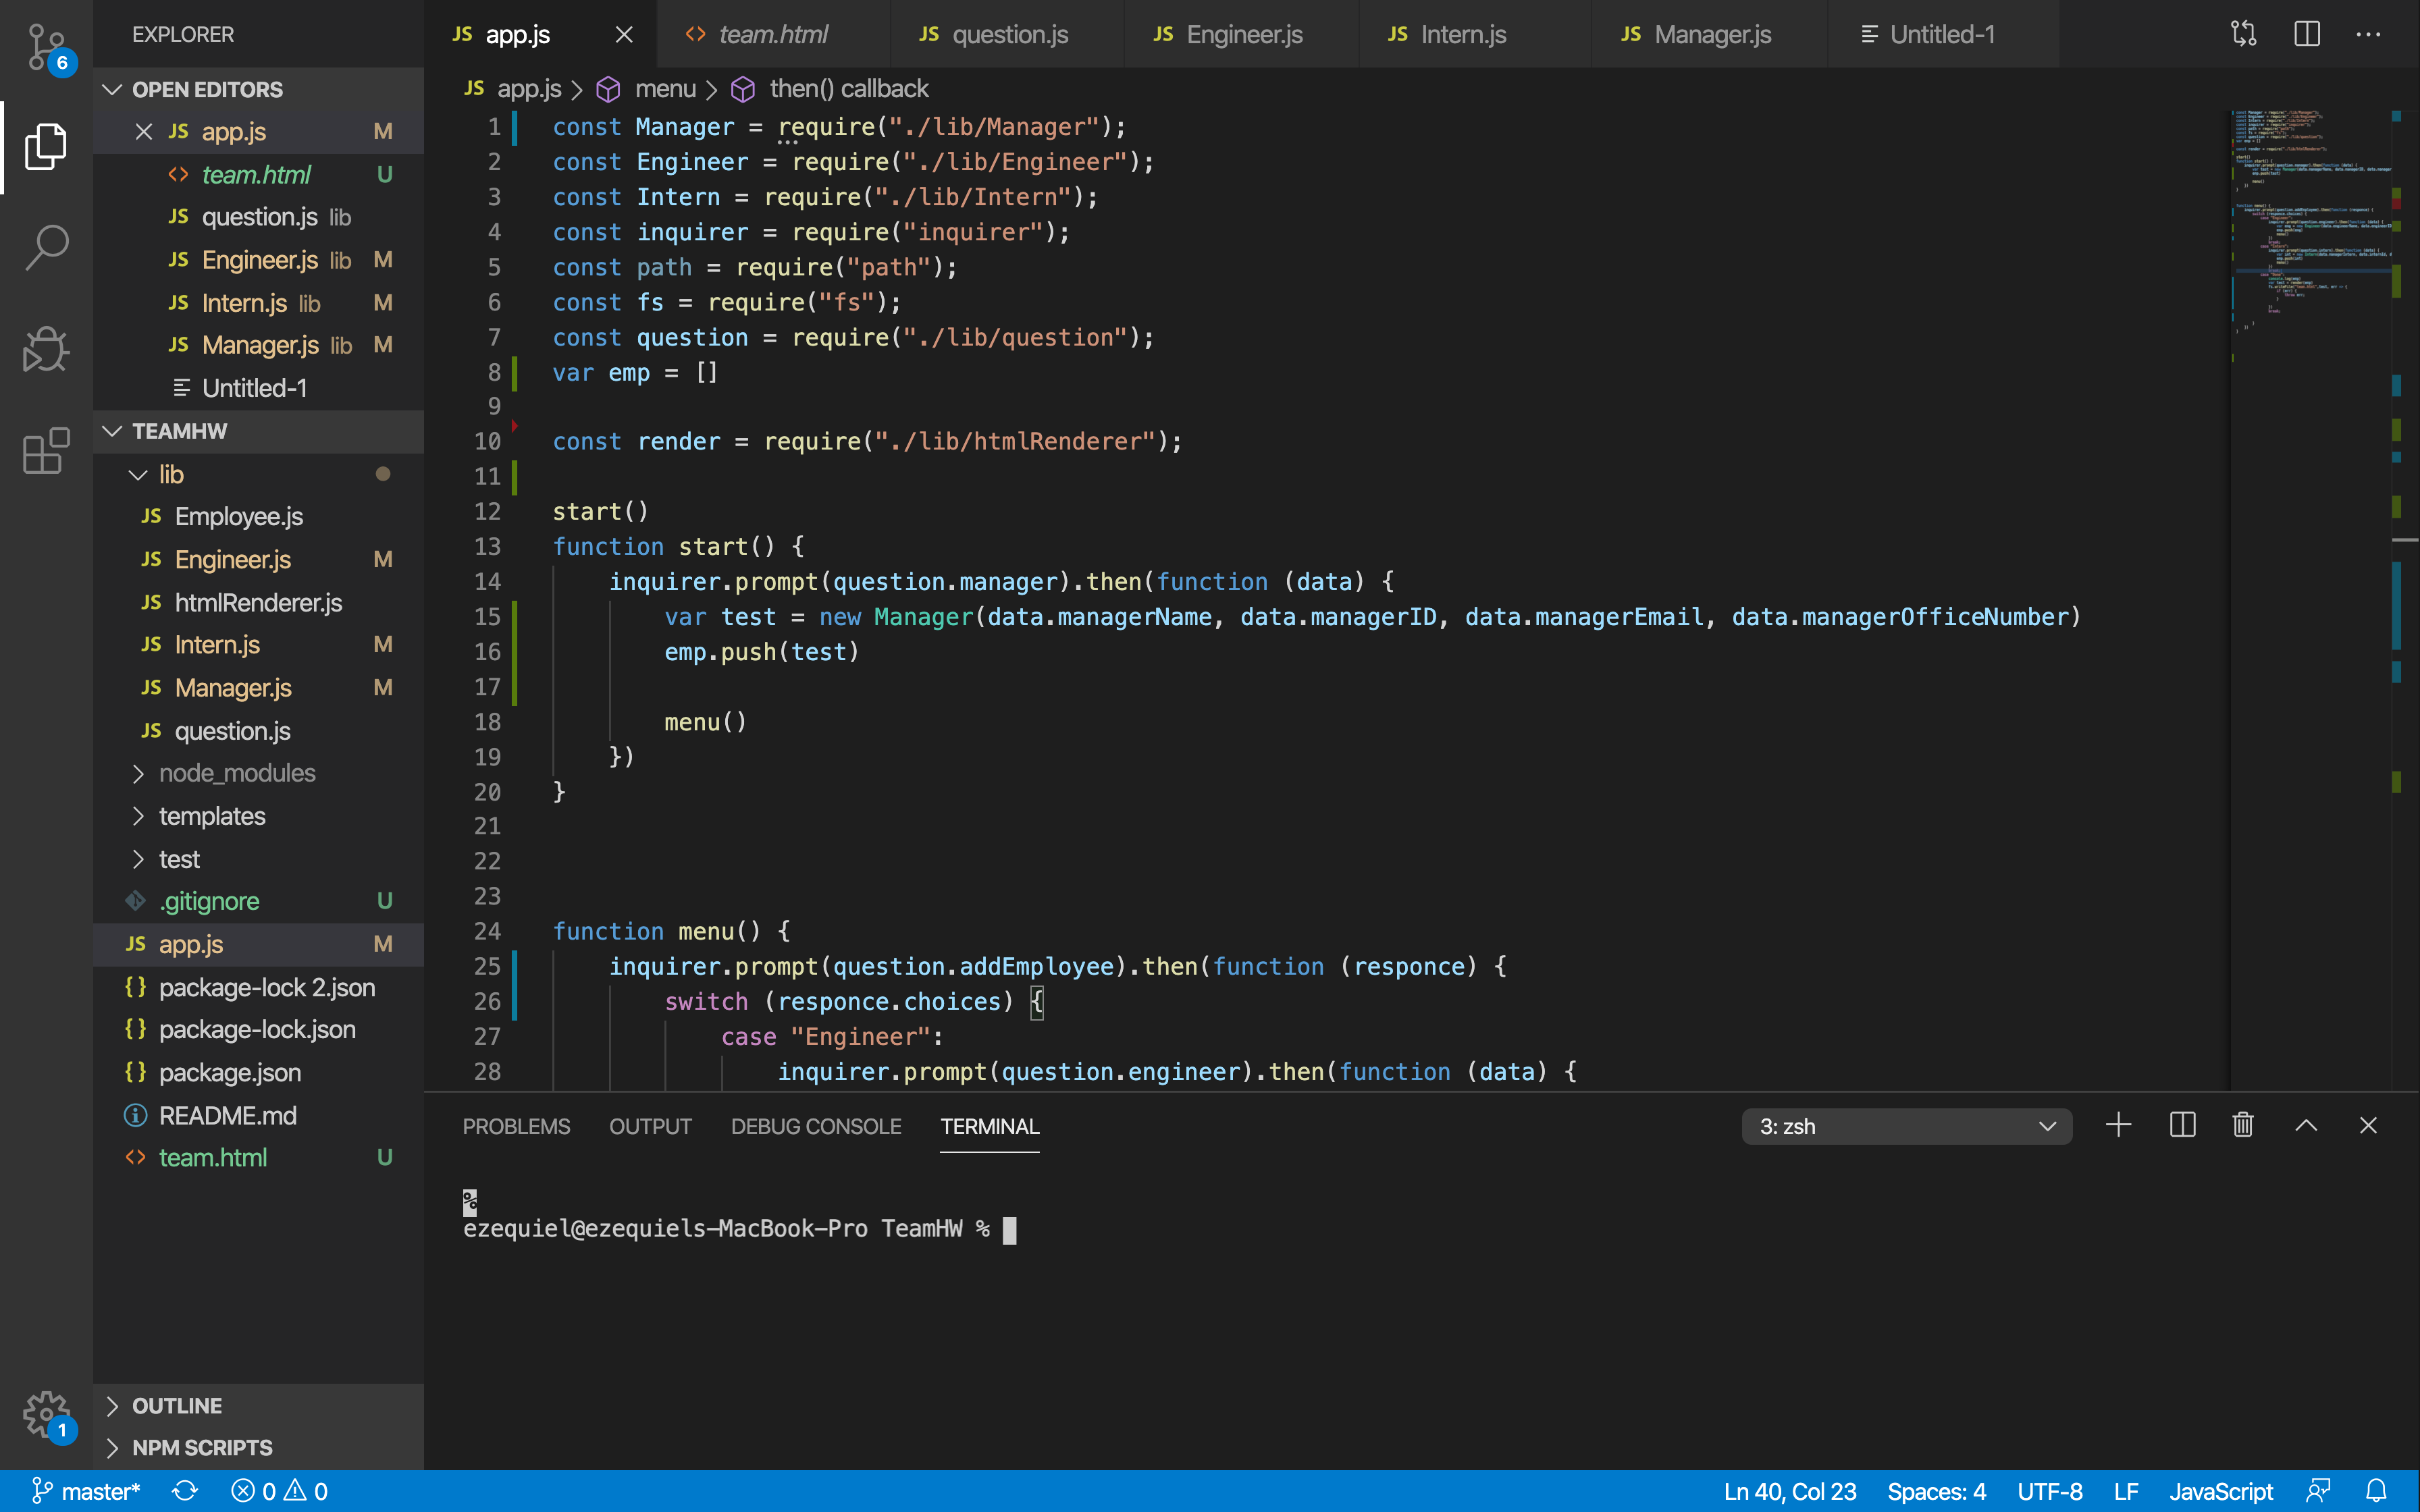 6
EXPLORER
OPEN EDITORS
JS app.js M
<> team.html U
JS question.js lib
JS Engineer.js lib M
JS Intern.js lib M
JS Manager.js lib M
Untitled-1
TEAMHW
lib
JS Employee.js
JS Engineer.js M
JS htmlRenderer.js
JS Intern.js M
JS Manager.js M
JS question.js
node_modules
templates
test
.gitignore U
JS app.js M
{} package-lock 2.json
{} package-lock.json
{} package.json
README.md
<> team.html U
OUTLINE
NPM SCRIPTS
1
JS app.js
<> team.html
JS question.js
JS Engineer.js
JS Intern.js
JS Manager.js
Untitled-1
JS app.js > menu > then() callback
1 const Manager = require("./lib/Manager");
2 const Engineer = require("./lib/Engineer");
3 const Intern = require("./lib/Intern");
4 const inquirer = require("inquirer");
5 const path = require("path");
6 const fs = require("fs");
7 const question = require("./lib/question");
8 var emp = []
9
10 const render = require("./lib/htmlRenderer");
11
12 start()
13 function start() {
14 inquirer.prompt(question.manager).then(function (data) {
15 var test = new Manager(data.managerName, data.managerID, data.managerEmail, data.managerOfficeNumber)
16 emp.push(test)
17
18 menu()
19 })
20 }
21
22
23
24 function menu() {
25 inquirer.prompt(question.addEmployee).then(function (responce) {
26 switch (responce.choices) {
27 case "Engineer":
28 inquirer.prompt(question.engineer).then(function (data) {
PROBLEMS OUTPUT DEBUG CONSOLE TERMINAL 3: zsh
%
ezequiel@ezequiels-MacBook-Pro TeamHW %
master* 0 0 Ln 40, Col 23 Spaces: 4 UTF-8 LF JavaScript